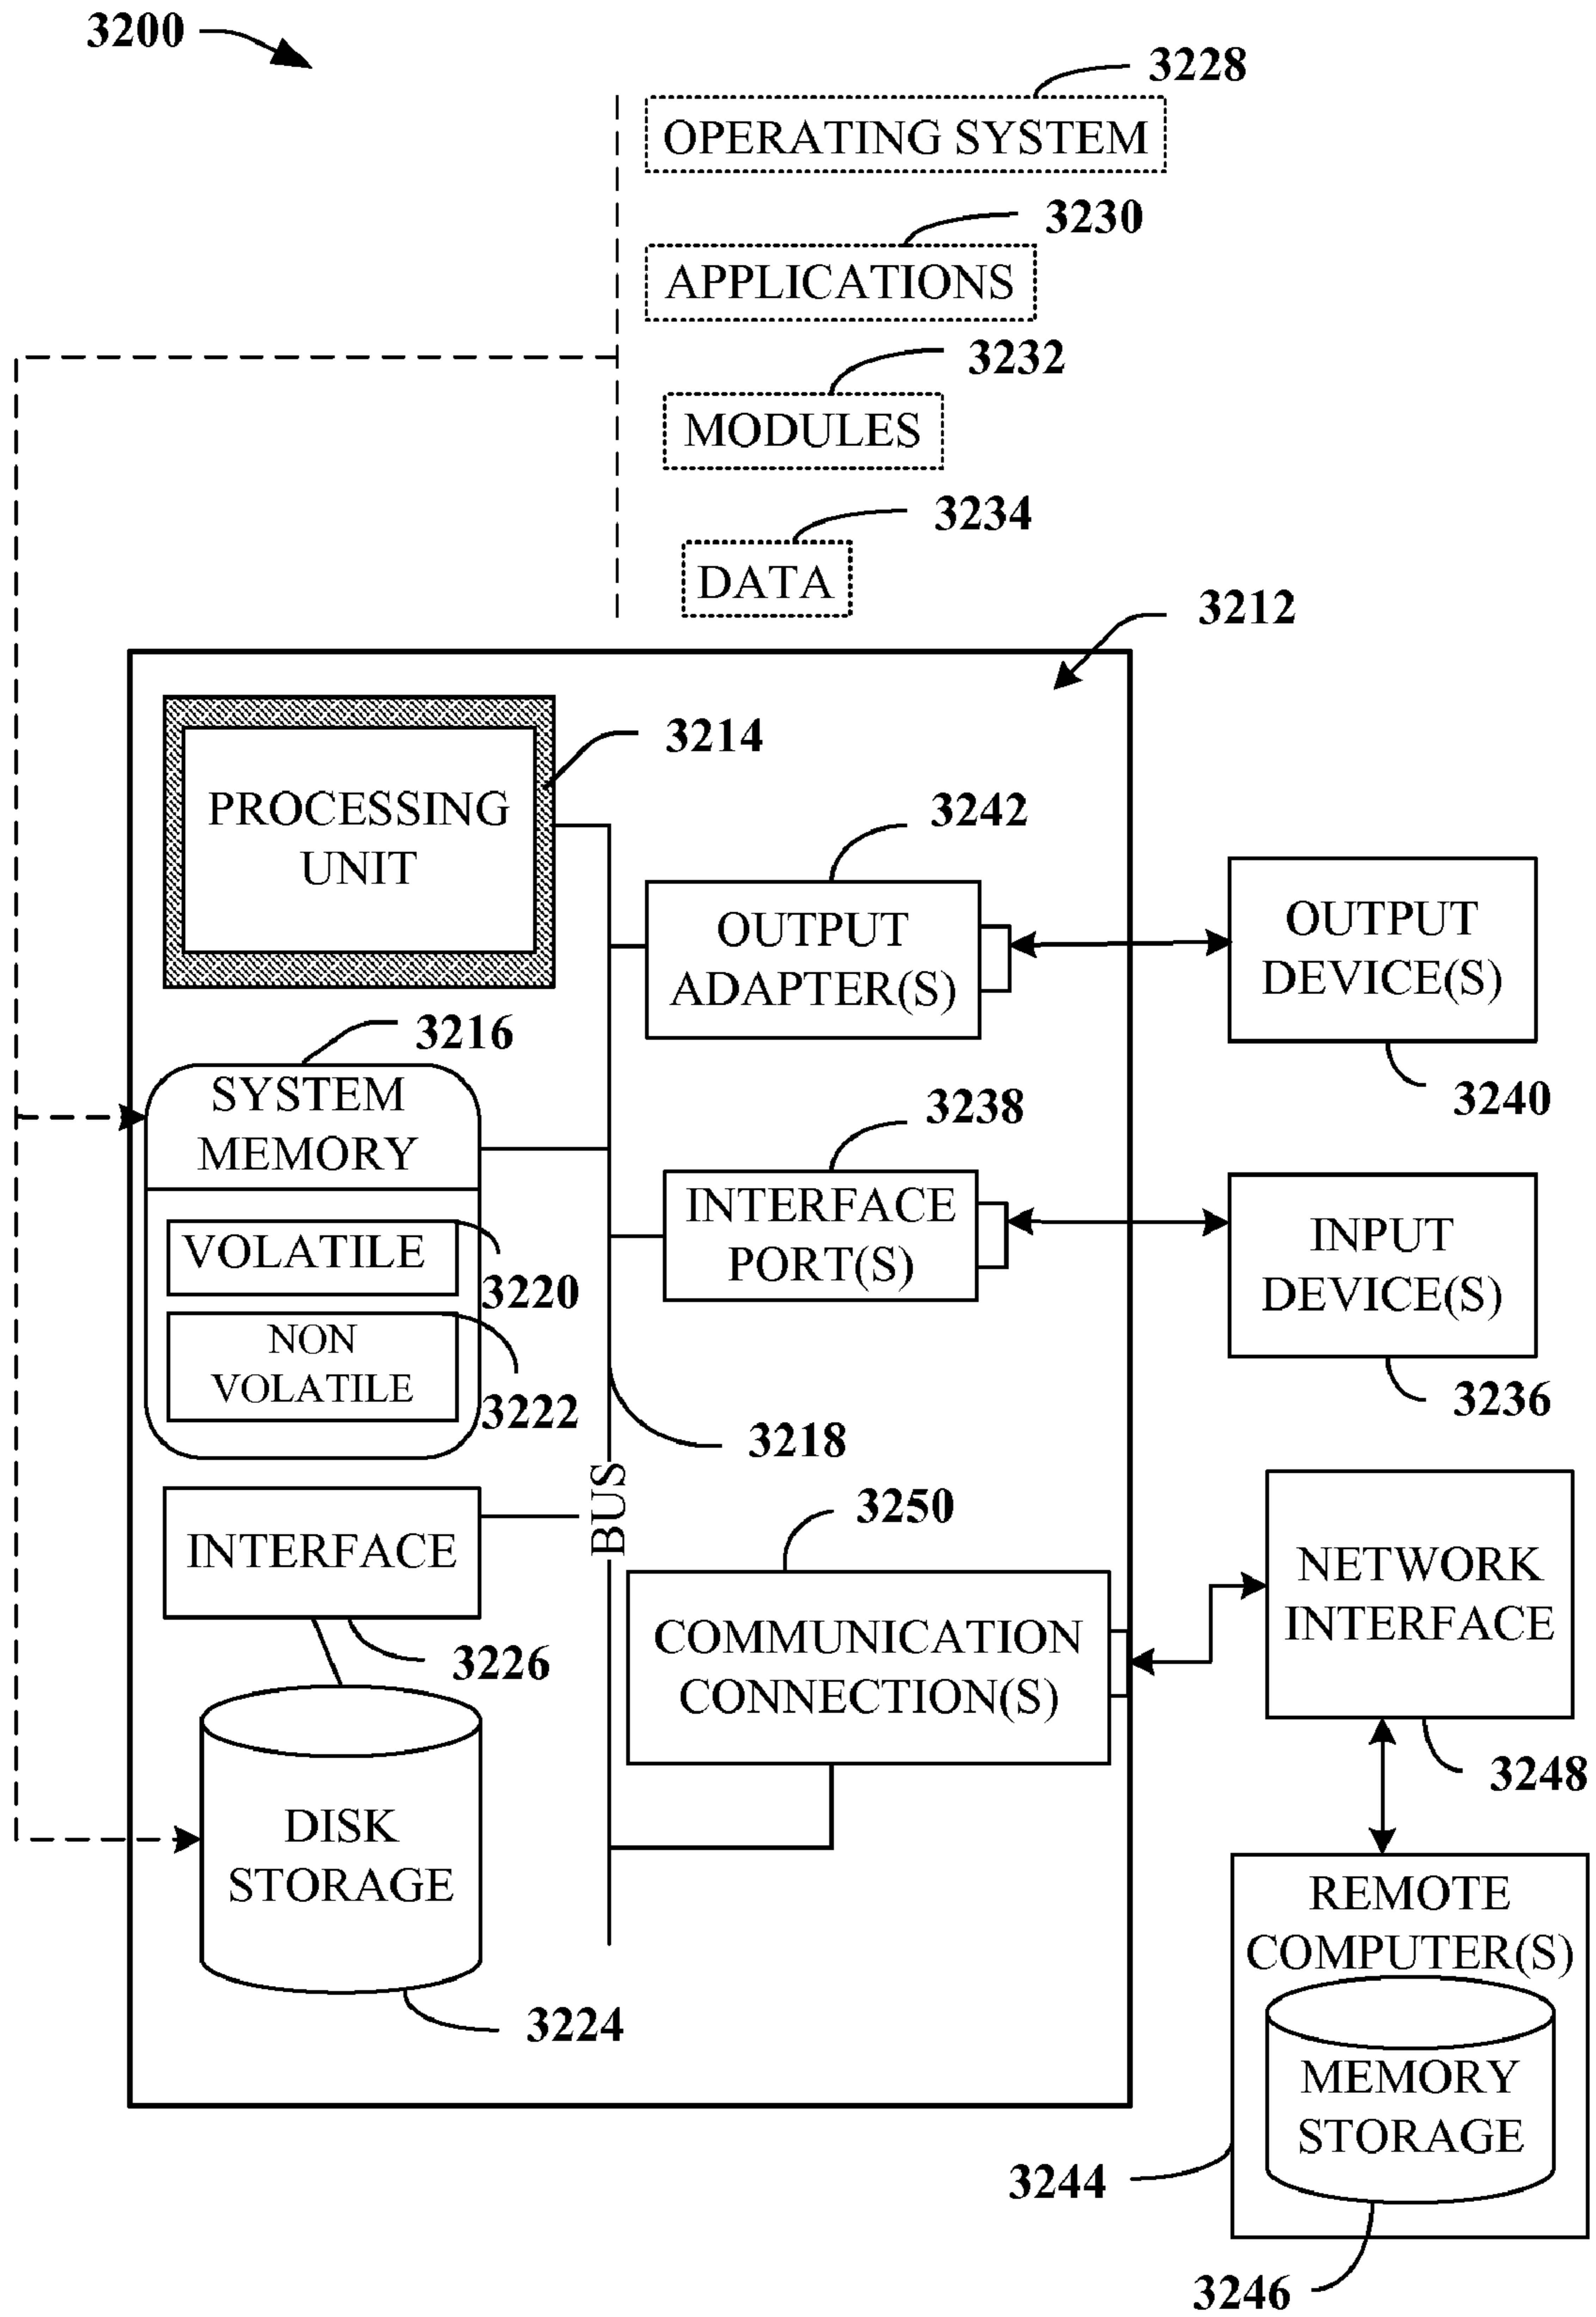 3200
3228
OPERATING SYSTEM
3230
APPLICATIONS
3232
MODULES
3234
DATA
3212
PROCESSING
UNIT
3214
3242
OUTPUT
ADAPTER(S)
OUTPUT
DEVICE(S)
3240
3216
SYSTEM
MEMORY
VOLATILE
3220
NON
VOLATILE
3222
3238
INTERFACE
PORT(S)
INPUT
DEVICE(S)
3236
3218
BUS
INTERFACE
3226
3250
COMMUNICATION
CONNECTION(S)
NETWORK
INTERFACE
3248
DISK
STORAGE
3224
REMOTE
COMPUTER(S)
MEMORY
STORAGE
3244
3246